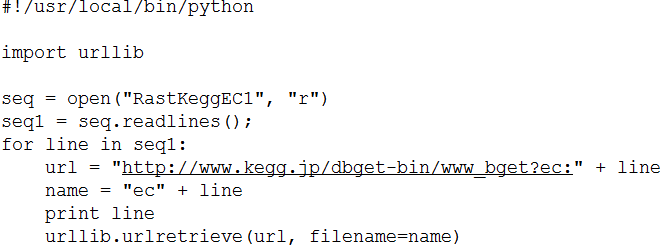 #!/usr/local/bin/python
import urllib
seq = open("RastKeggEC1", "r")
seq1 = seq.readlines();
for line in seq1:
    url = "http://www.kegg.jp/dbget-bin/www_bget?ec:" + line
    name = "ec" + line
    print line
    urllib.urlretrieve(url, filename=name)